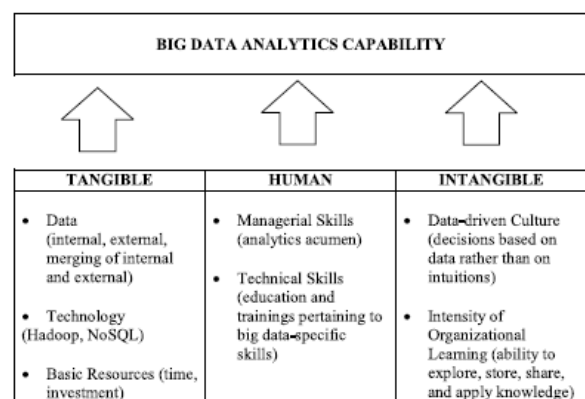 BIG DATA ANALYTICS CAPABILITY
TANGIBLE
• Data
(internal, external,
merging of internal
and external)
• Technology
(Hadoop, NoSQL)
• Basic Resources (time,
investment)
HUMAN
• Managerial Skills
(analytics acumen)
• Technical Skills
(education and
trainings pertaining to
big data-specific
skills)
INTANGIBLE
• Data-driven Culture
(decisions based on
data rather than on
intuitions)
• Intensity of
Organizational
Learning (ability to
explore, store, share,
and apply knowledge)